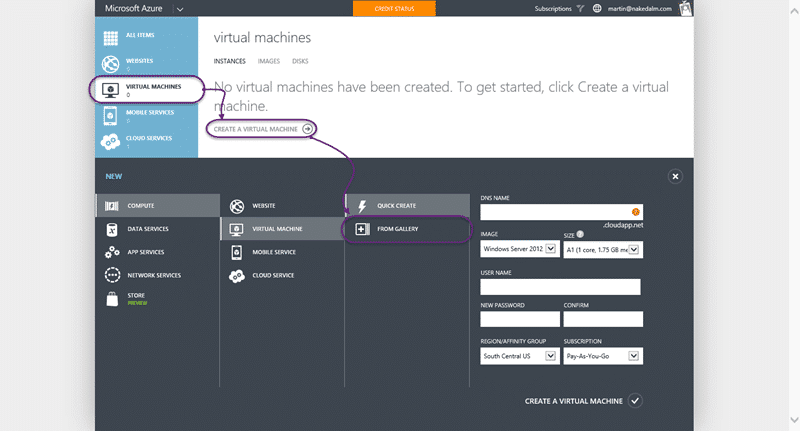 Microsoft Azure
CREDIT STATUS
Subscriptions
martin@nakedalm.com
ALL ITEMS
WEBSITES
0
VIRTUAL MACHINES
0
MOBILE SERVICES
CLOUD SERVICES
1
virtual machines
INSTANCES IMAGES DISKS
No virtual machines have been created. To get started, click Create a virtual
machine.
CREATE A VIRTUAL MACHINE
NEW
COMPUTE
DATA SERVICES
APP SERVICES
NETWORK SERVICES
STORE
PREVIEW
WEBSITE
VIRTUAL MACHINE
MOBILE SERVICE
CLOUD SERVICE
QUICK CREATE
FROM GALLERY
DNS NAME
.cloudapp.net
IMAGE SIZE
Windows Server 2012 A1 (1 core, 1.75 GB me
USER NAME
NEW PASSWORD CONFIRM
REGION/AFFINITY GROUP SUBSCRIPTION
South Central US Pay-As-You-Go
CREATE A VIRTUAL MACHINE